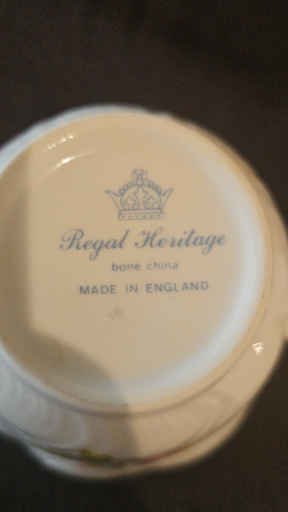 Regal Heritage
bone china
MADE IN ENGLAND